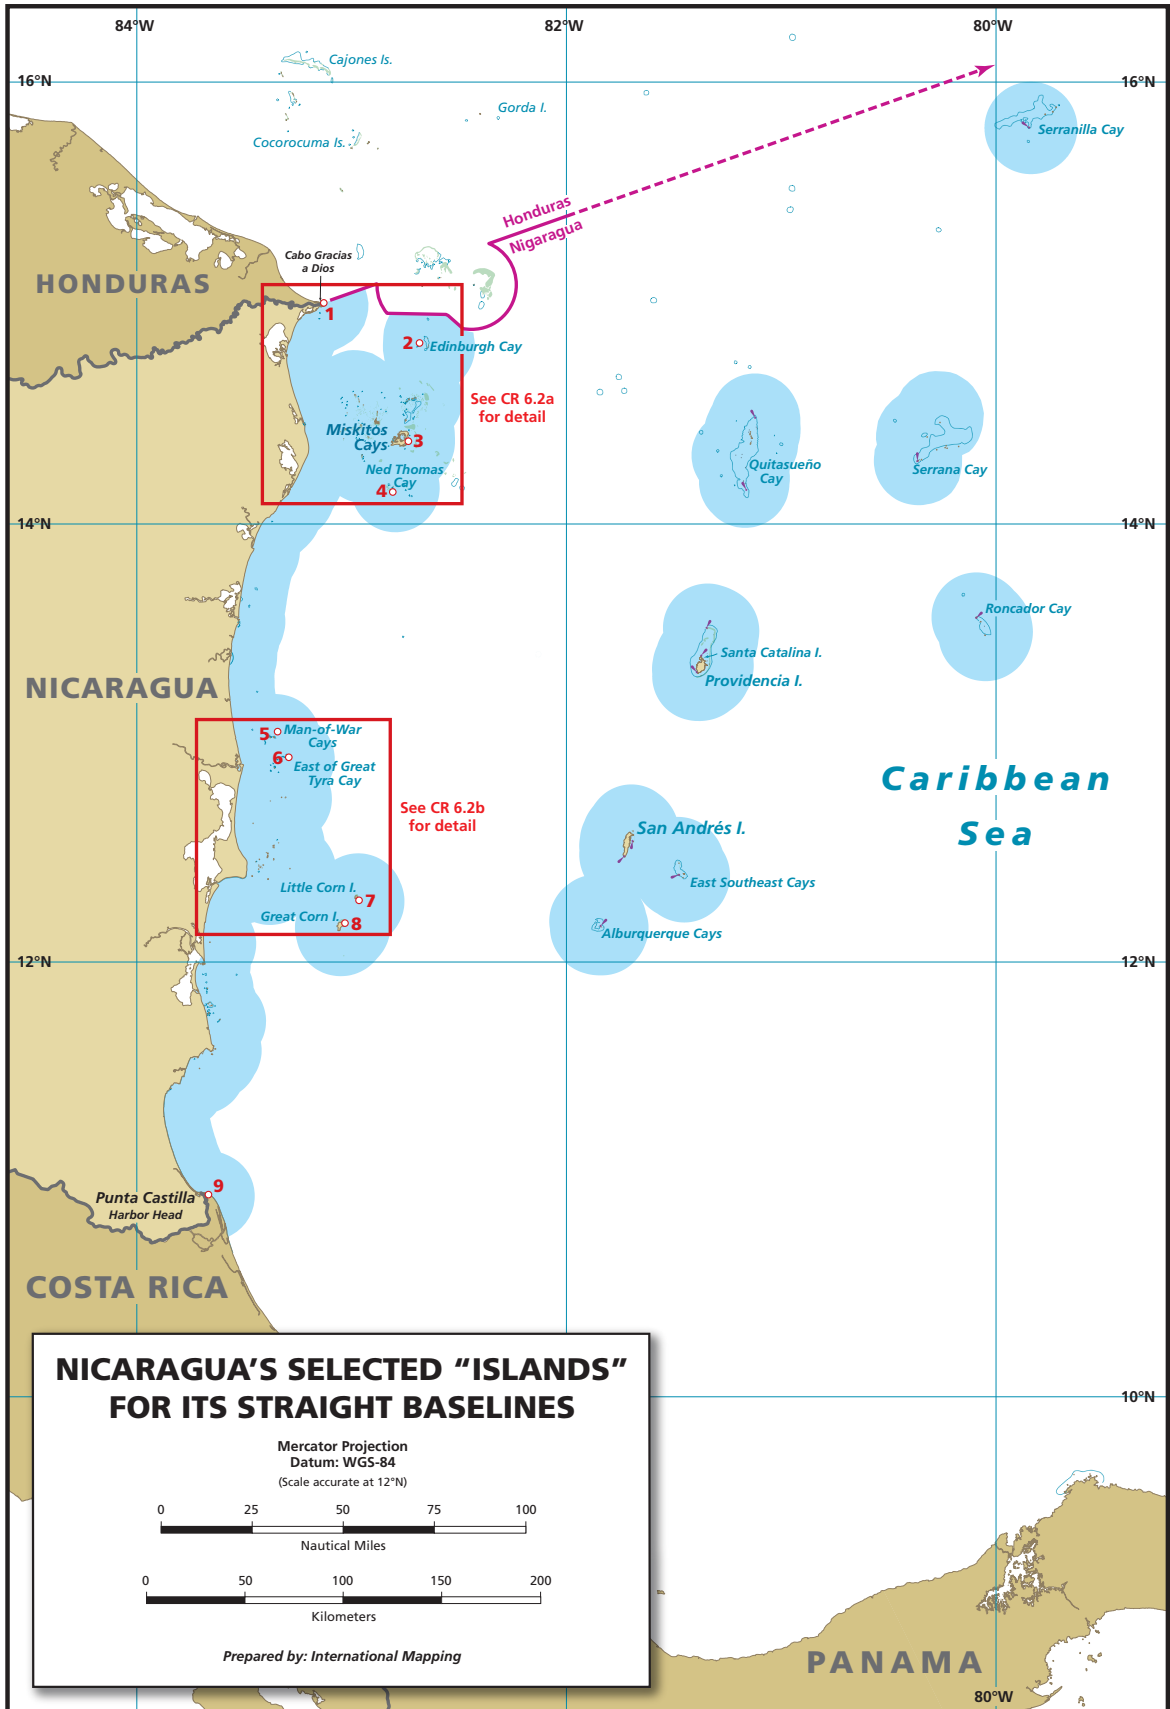 84°W
82°W
80°W
Cajones Is.
16°N
16°N
Gorda I.
Serranilla Cay
Cocorocuma Is.
Honduras
Nigaragua
Cabo Gracias
a Dios
HONDURAS
1
2
Edinburgh Cay
See CR 6.2a
for detail
Miskitos
Cays
3
Ned Thomas
Cay
4
Quitasueño
Cay
Serrana Cay
14°N
14°N
Roncador Cay
Santa Catalina I.
Providencia I.
NICARAGUA
5
Man-of-War
Cays
6
East of Great
Tyra Cay
Caribbean
Sea
See CR 6.2b
for detail
San Andrés I.
East Southeast Cays
Little Corn I.
7
Great Corn I.
8
Alburquerque Cays
12°N
12°N
9
Punta Castilla
Harbor Head
COSTA RICA
NICARAGUA'S SELECTED “ISLANDS”
FOR ITS STRAIGHT BASELINES
10°N
Mercator Projection
Datum: WGS-84
(Scale accurate at 12°N)
0 25 50 75 100
Nautical Miles
0 50 100 150 200
Kilometers
Prepared by: International Mapping
PANAMA
80°W